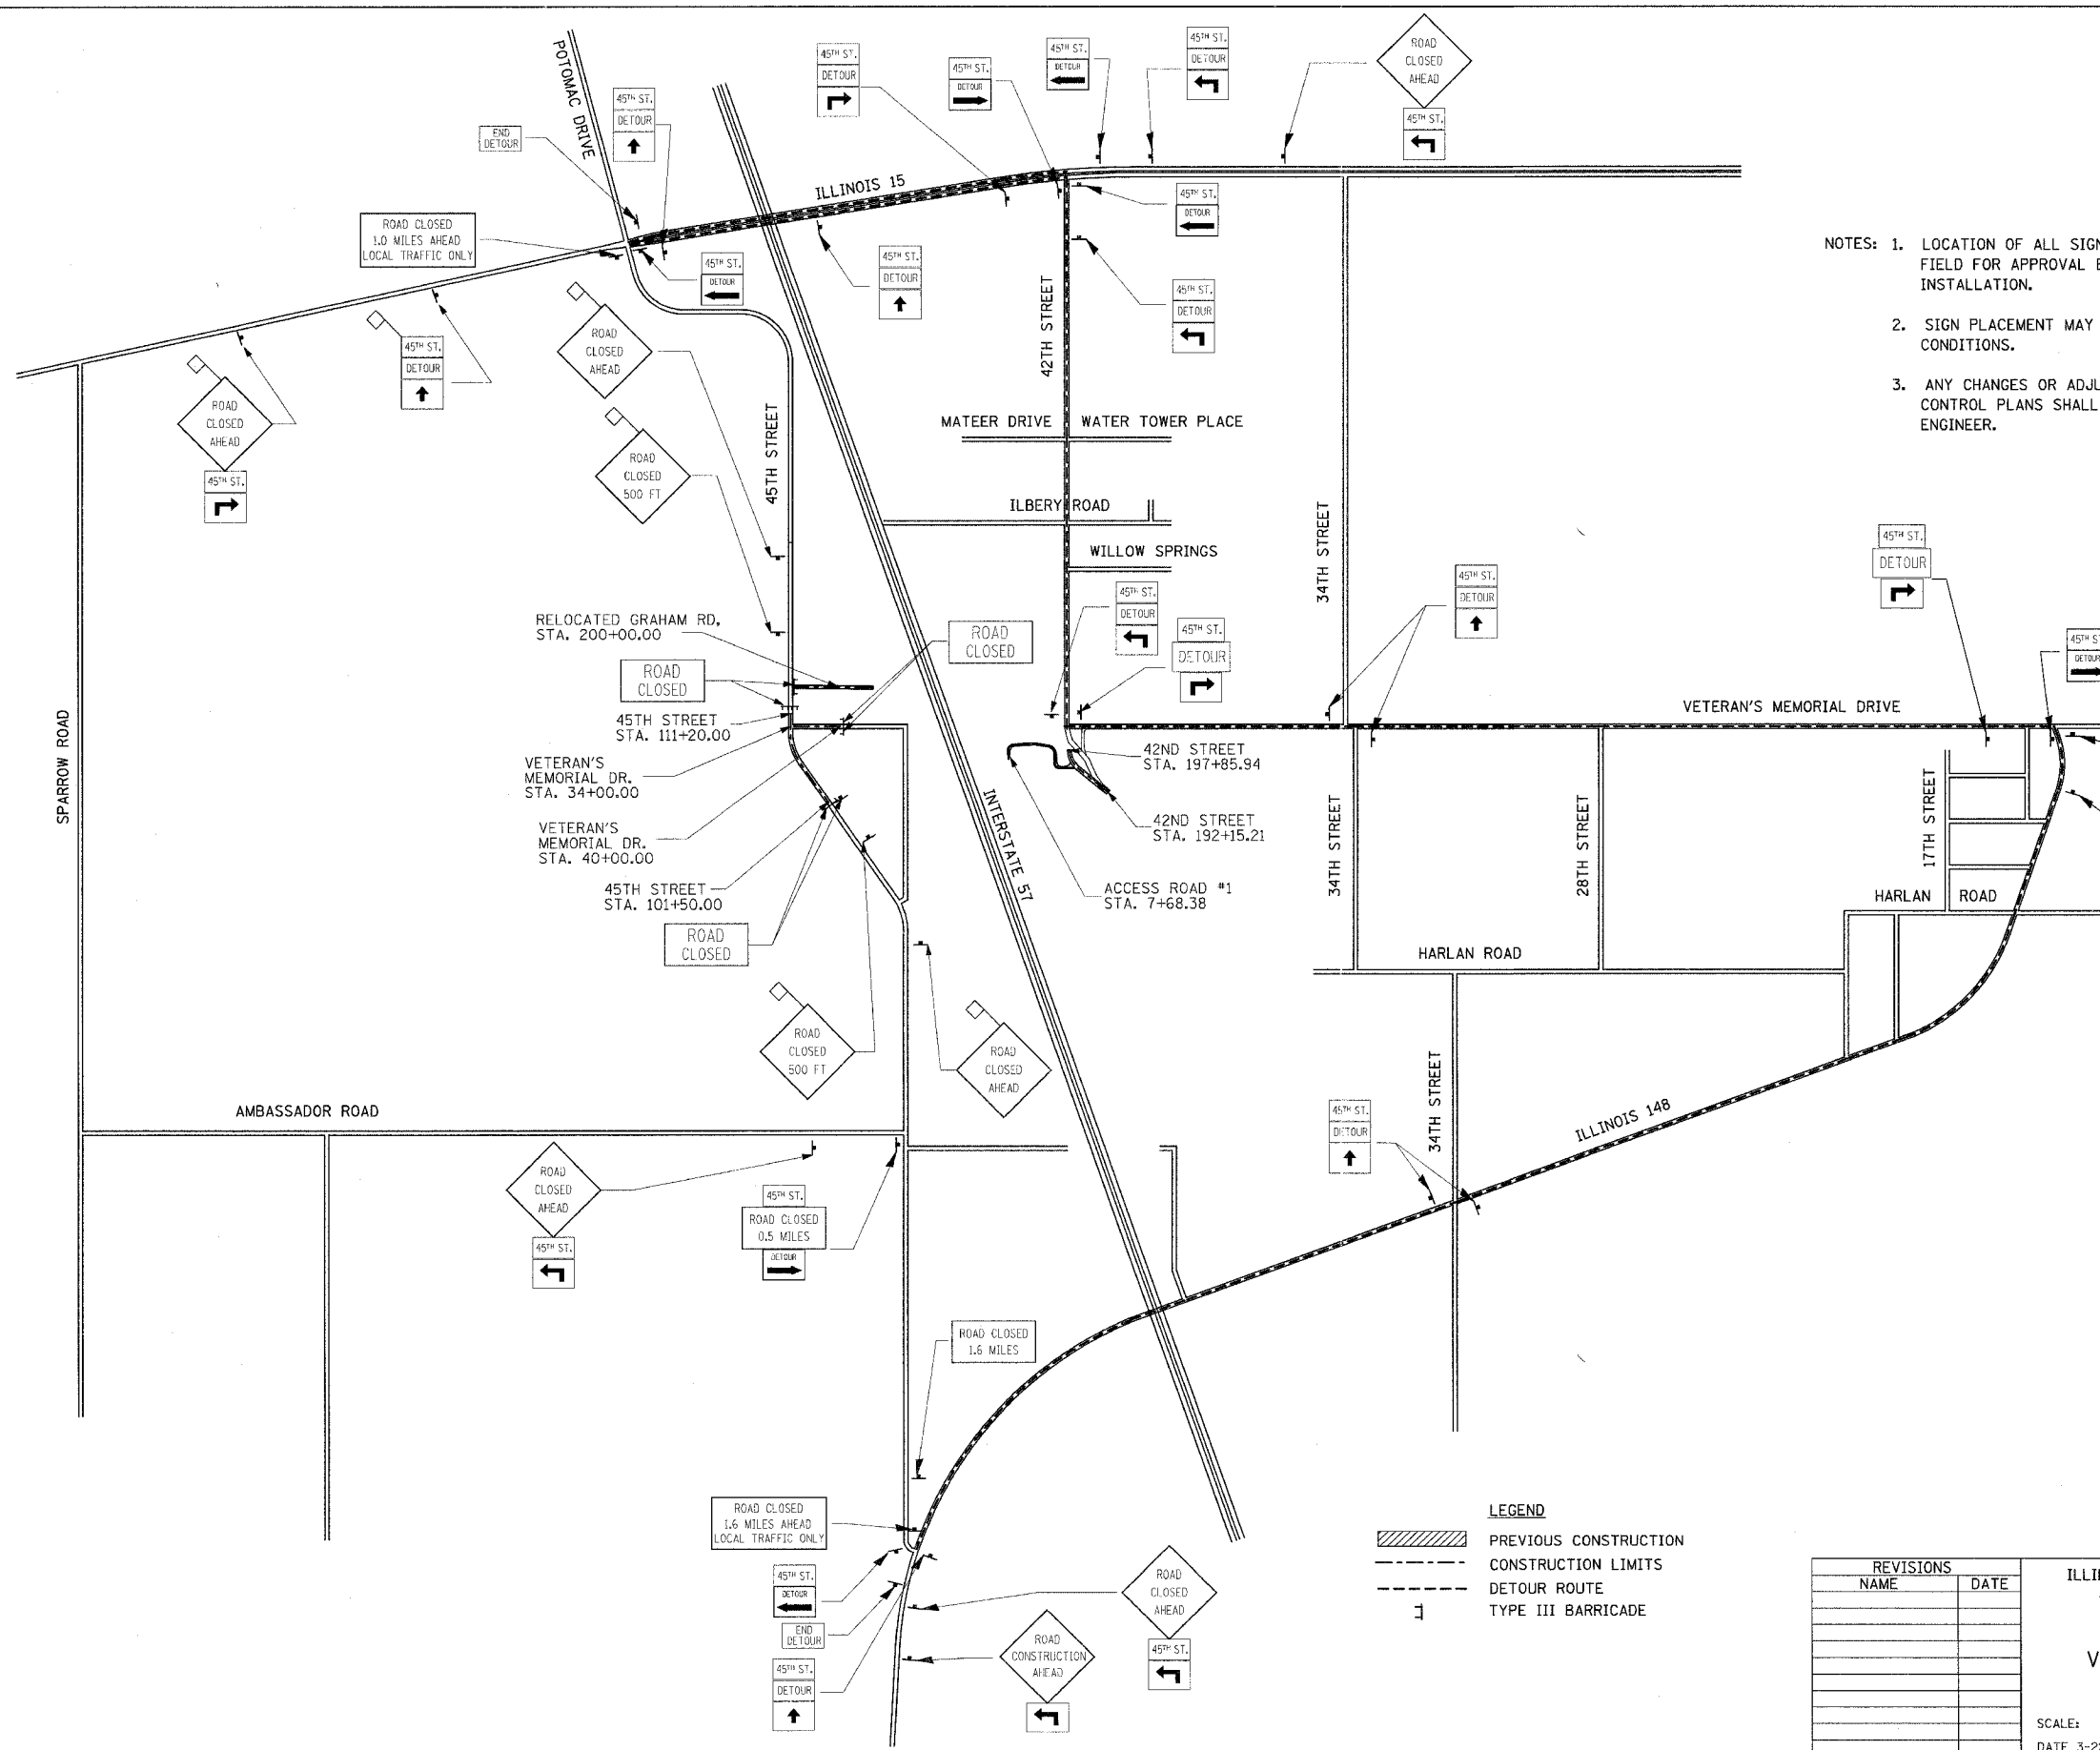 POTOMAC DRIVE
45TH ST.
DETOUR
45TH ST.
DETOUR
45TH ST.
DETOUR
45TH ST.
DETOUR
45TH ST.
DETOUR
ROAD
CLOSED
AHEAD
45TH ST.
END
DETOUR
ILLINOIS 15
ROAD CLOSED
1.0 MILES AHEAD
LOCAL TRAFFIC ONLY
45TH ST.
DETOUR
45TH ST.
DETOUR
45TH ST.
DETOUR
45TH ST.
DETOUR
NOTES: 1. LOCATION OF ALL
FIELD FOR APPROVAL
INSTALLATION.
2. SIGN PLACEMENT MAY
CONDITIONS.
3. ANY CHANGES OR
CONTROL PLANS SHALL
ENGINEER.
ROAD
CLOSED
AHEAD
45TH ST.
DETOUR
ROAD
CLOSED
AHEAD
45TH ST.
ROAD
CLOSED
500 FT
45TH STREET
42TH STREET
MATEER DRIVE
WATER TOWER PLACE
ILBERY ROAD
WILLOW SPRINGS
34TH STREET
45TH ST.
DETOUR
45TH ST.
DETOUR
45TH ST.
DETOUR
45TH ST.
DETOUR
DETOUR
RELOCATED GRAHAM RD.
STA. 200+00.00
ROAD
CLOSED
ROAD
CLOSED
45TH STREET
STA. 111+20.00
VETERAN'S
MEMORIAL DR.
STA. 34+00.00
VETERAN'S
MEMORIAL DR.
STA. 40+00.00
45TH STREET
STA. 101+50.00
ROAD
CLOSED
SPARROW ROAD
VETERAN'S MEMORIAL DRIVE
42ND STREET
STA. 197+85.94
42ND STREET
STA. 192+15.21
ACCESS ROAD #1
STA. 7+68.38
INTERSTATE 57
34TH STREET
28TH STREET
17TH STREET
HARLAN ROAD
HARLAN ROAD
ROAD
CLOSED
500 FT
ROAD
CLOSED
AHEAD
AMBASSADOR ROAD
34TH STREET
ILLINOIS 148
45TH ST.
DETOUR
ROAD
CLOSED
AHEAD
45TH ST.
45TH ST.
ROAD CLOSED
0.5 MILES
DETOUR
ROAD CLOSED
1.6 MILES
ROAD CLOSED
1.6 MILES AHEAD
LOCAL TRAFFIC ONLY
45TH ST.
DETOUR
END
DETOUR
45TH ST.
DETOUR
ROAD
CONSTRUCTION
AHEAD
ROAD
CLOSED
AHEAD
45TH ST.
LEGEND
PREVIOUS CONSTRUCTION
CONSTRUCTION LIMITS
DETOUR ROUTE
TYPE III BARRICADE
REVISIONS
NAME
DATE
SCALE:
DATE